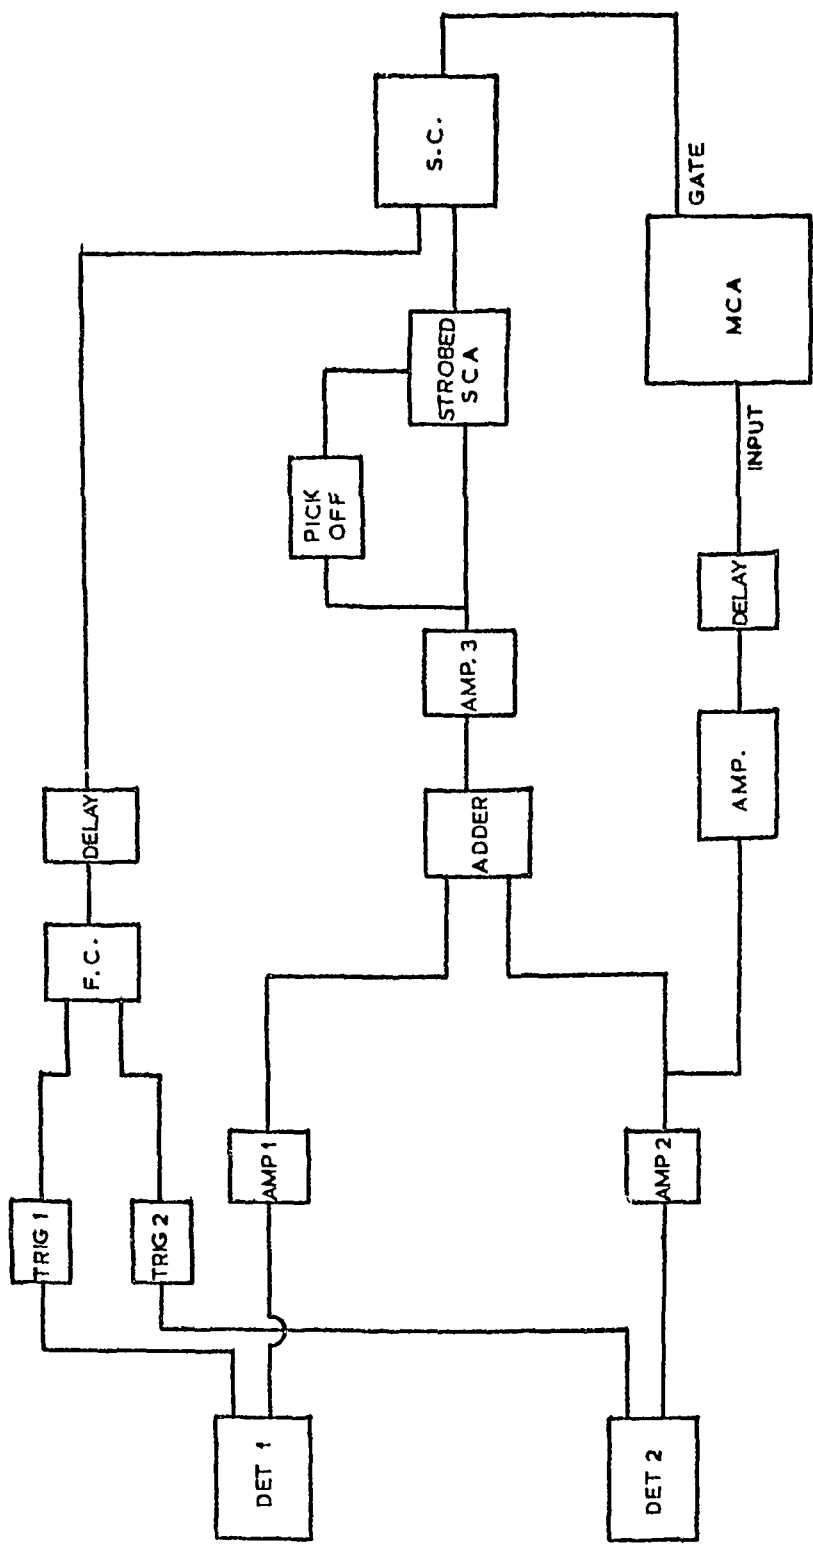 DET 1
DET 2
TRIG 1
TRIG 2
AMP 1
AMP 2
F. C.
DELAY
ADDER
AMP. 3
AMP.
DELAY
PICK
OFF
STROBED
SCA
INPUT
MCA
GATE
S.C.